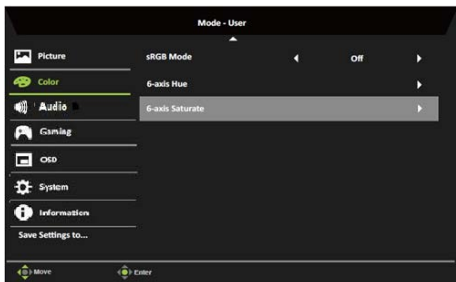 Mode - User
Picture
sRGB Mode
Off
Color
6-axis Hue
Audio
6-axis Saturate
Gaming
OSD
System
Information
Save Settings to...
Move
Enter